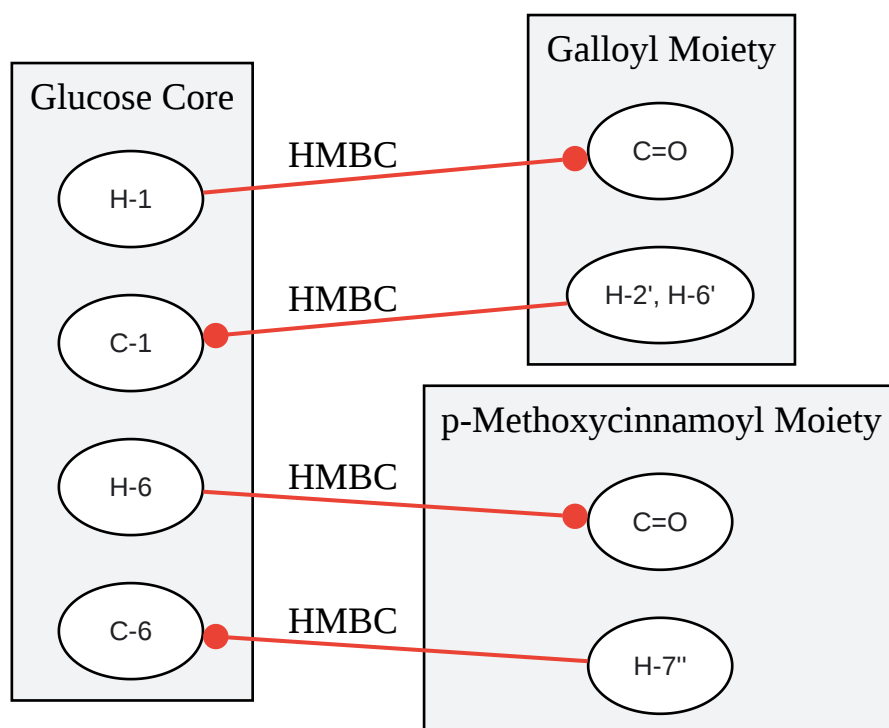 Glucose Core
H-1
C-1
H-6
C-6
HMBC
HMBC
HMBC
HMBC
Galloyl Moiety
C=O
H-2', H-6'
p-Methoxycinnamoyl Moiety
C=O
H-7''